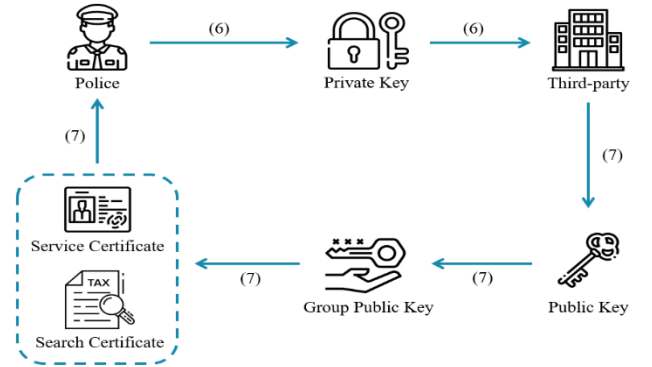 (6)
(6)
Police
Private Key
Third-party
(7)
(7)
Service Certificate
TAX
Search Certificate
(7)
Group Public Key
(7)
Public Key